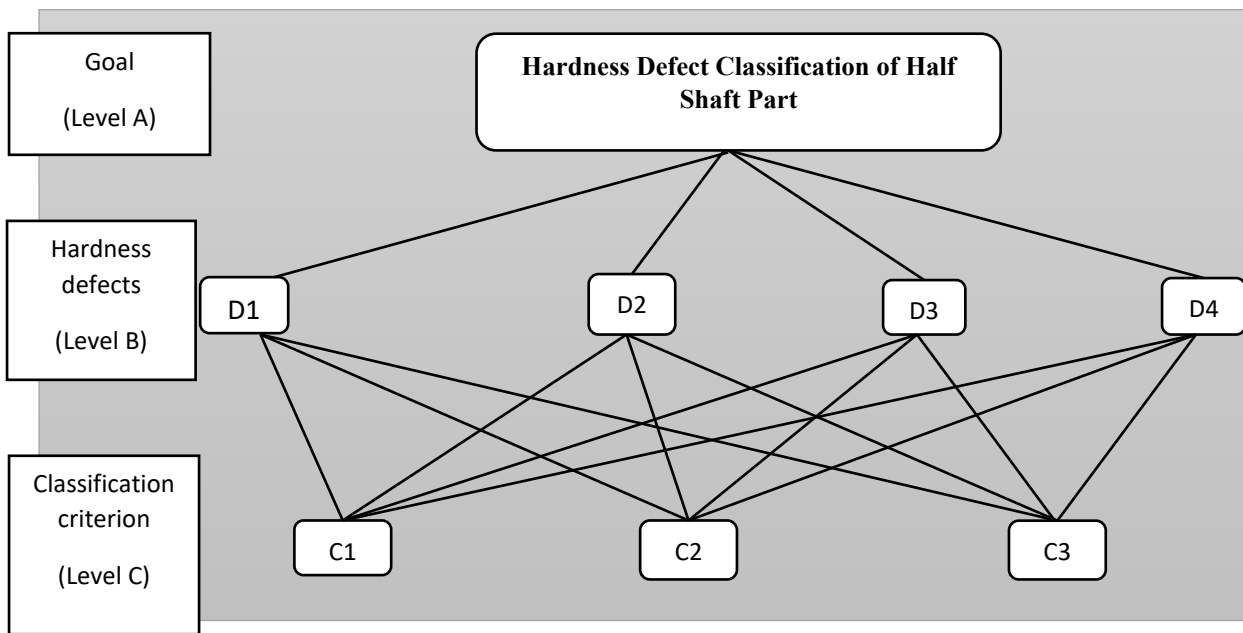 Goal
(Level A)
Hardness Defect Classification of Half
Shaft Part
Hardness
defects
(Level B)
D1
D2
D3
D4
Classification
criterion
(Level C)
C1
C2
C3